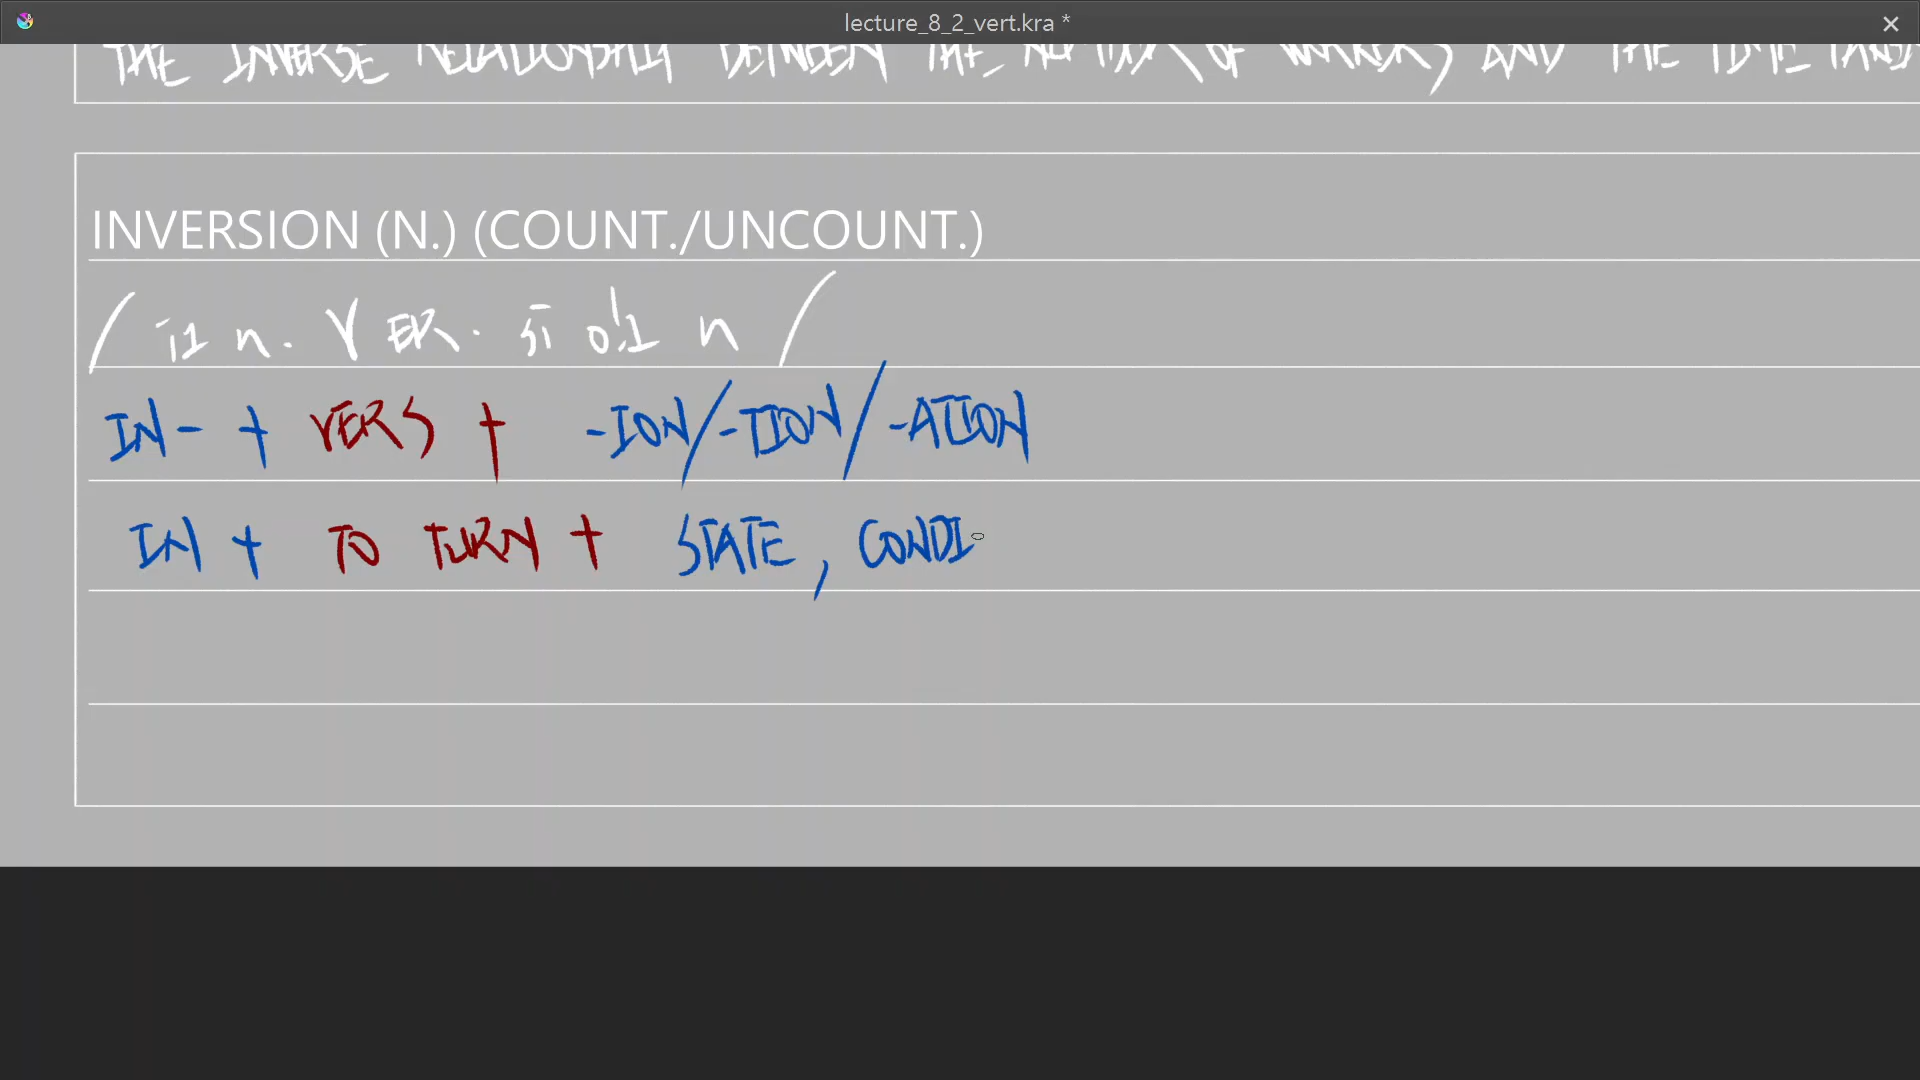 lecture_8_2_vert.kra *
THE INVERSE RELATIONSHIP BETWEEN THE NUMBER OF WORKERS AND THE TIME TAKEN
INVERSION (N.) (COUNT./UNCOUNT.)
IN- + VERS + -ION/-TION/-ATION
IN + TO TURN + STATE, CONDI